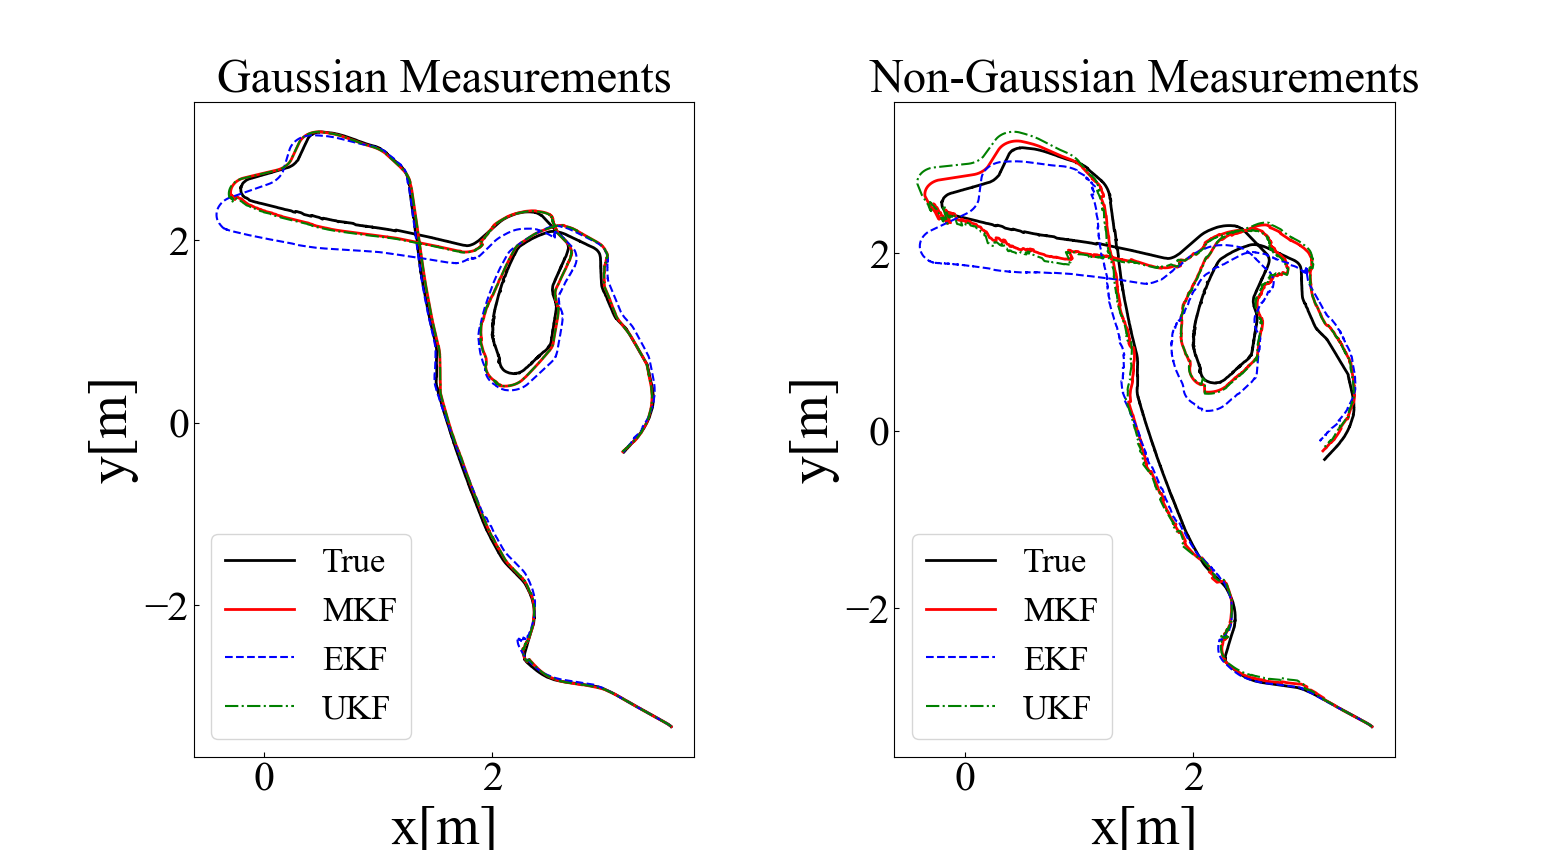 Gaussian Measurements
y[m]
2
0
−2
True
MKF
EKF
UKF
0
2
x[m]
Non-Gaussian Measurements
y[m]
2
0
−2
True
MKF
EKF
UKF
0
2
x[m]